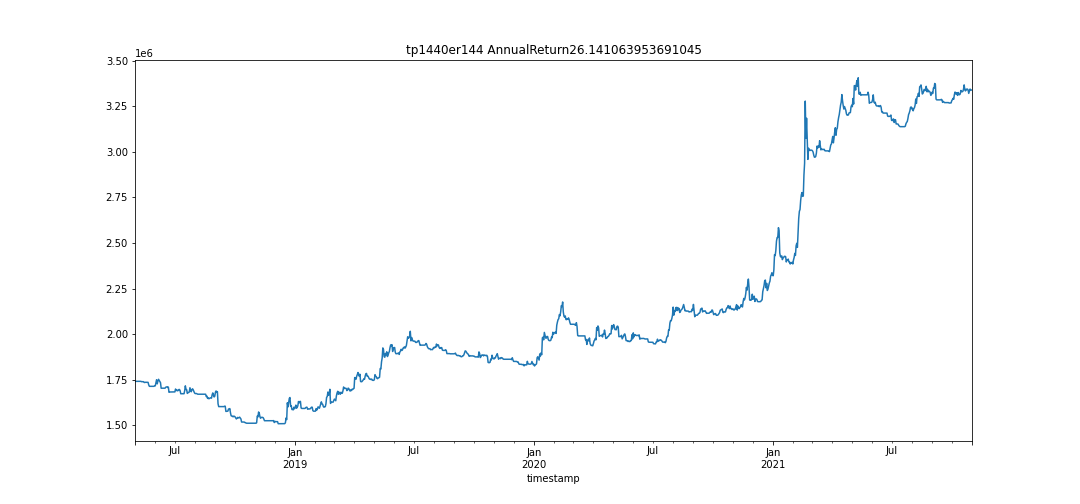 tp1440er144 AnnualReturn26.141063953691045
1e6
3.50
3.25
3.00
2.75
2.50
2.25
2.00
1.75
1.50
Jul Jan Jul Jan Jul Jan Jul
2019 2020 2021
timestamp